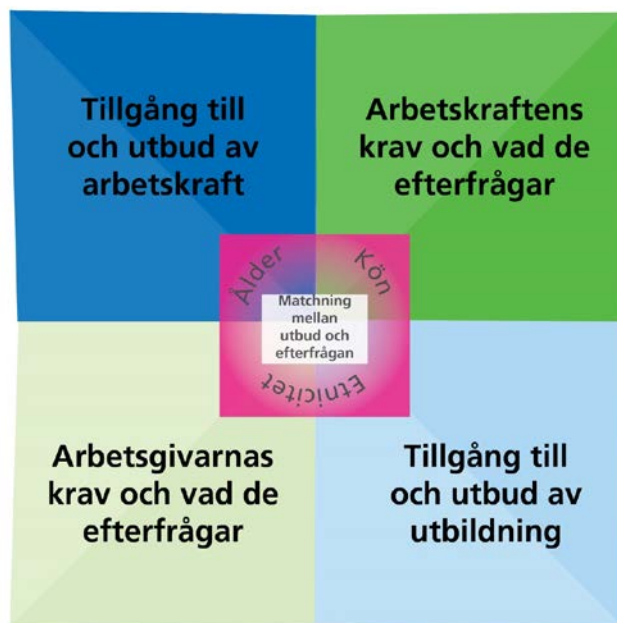 Tillgång till
och utbud av
arbetskraft
Arbetskraftens
krav och vad de
efterfrågar
Ålder
Kön
Matchning
mellan
utbud och
efterfrågan
Etnicitet
Arbetsgivarnas
krav och vad de
efterfrågar
Tillgång till
och utbud av
utbildning